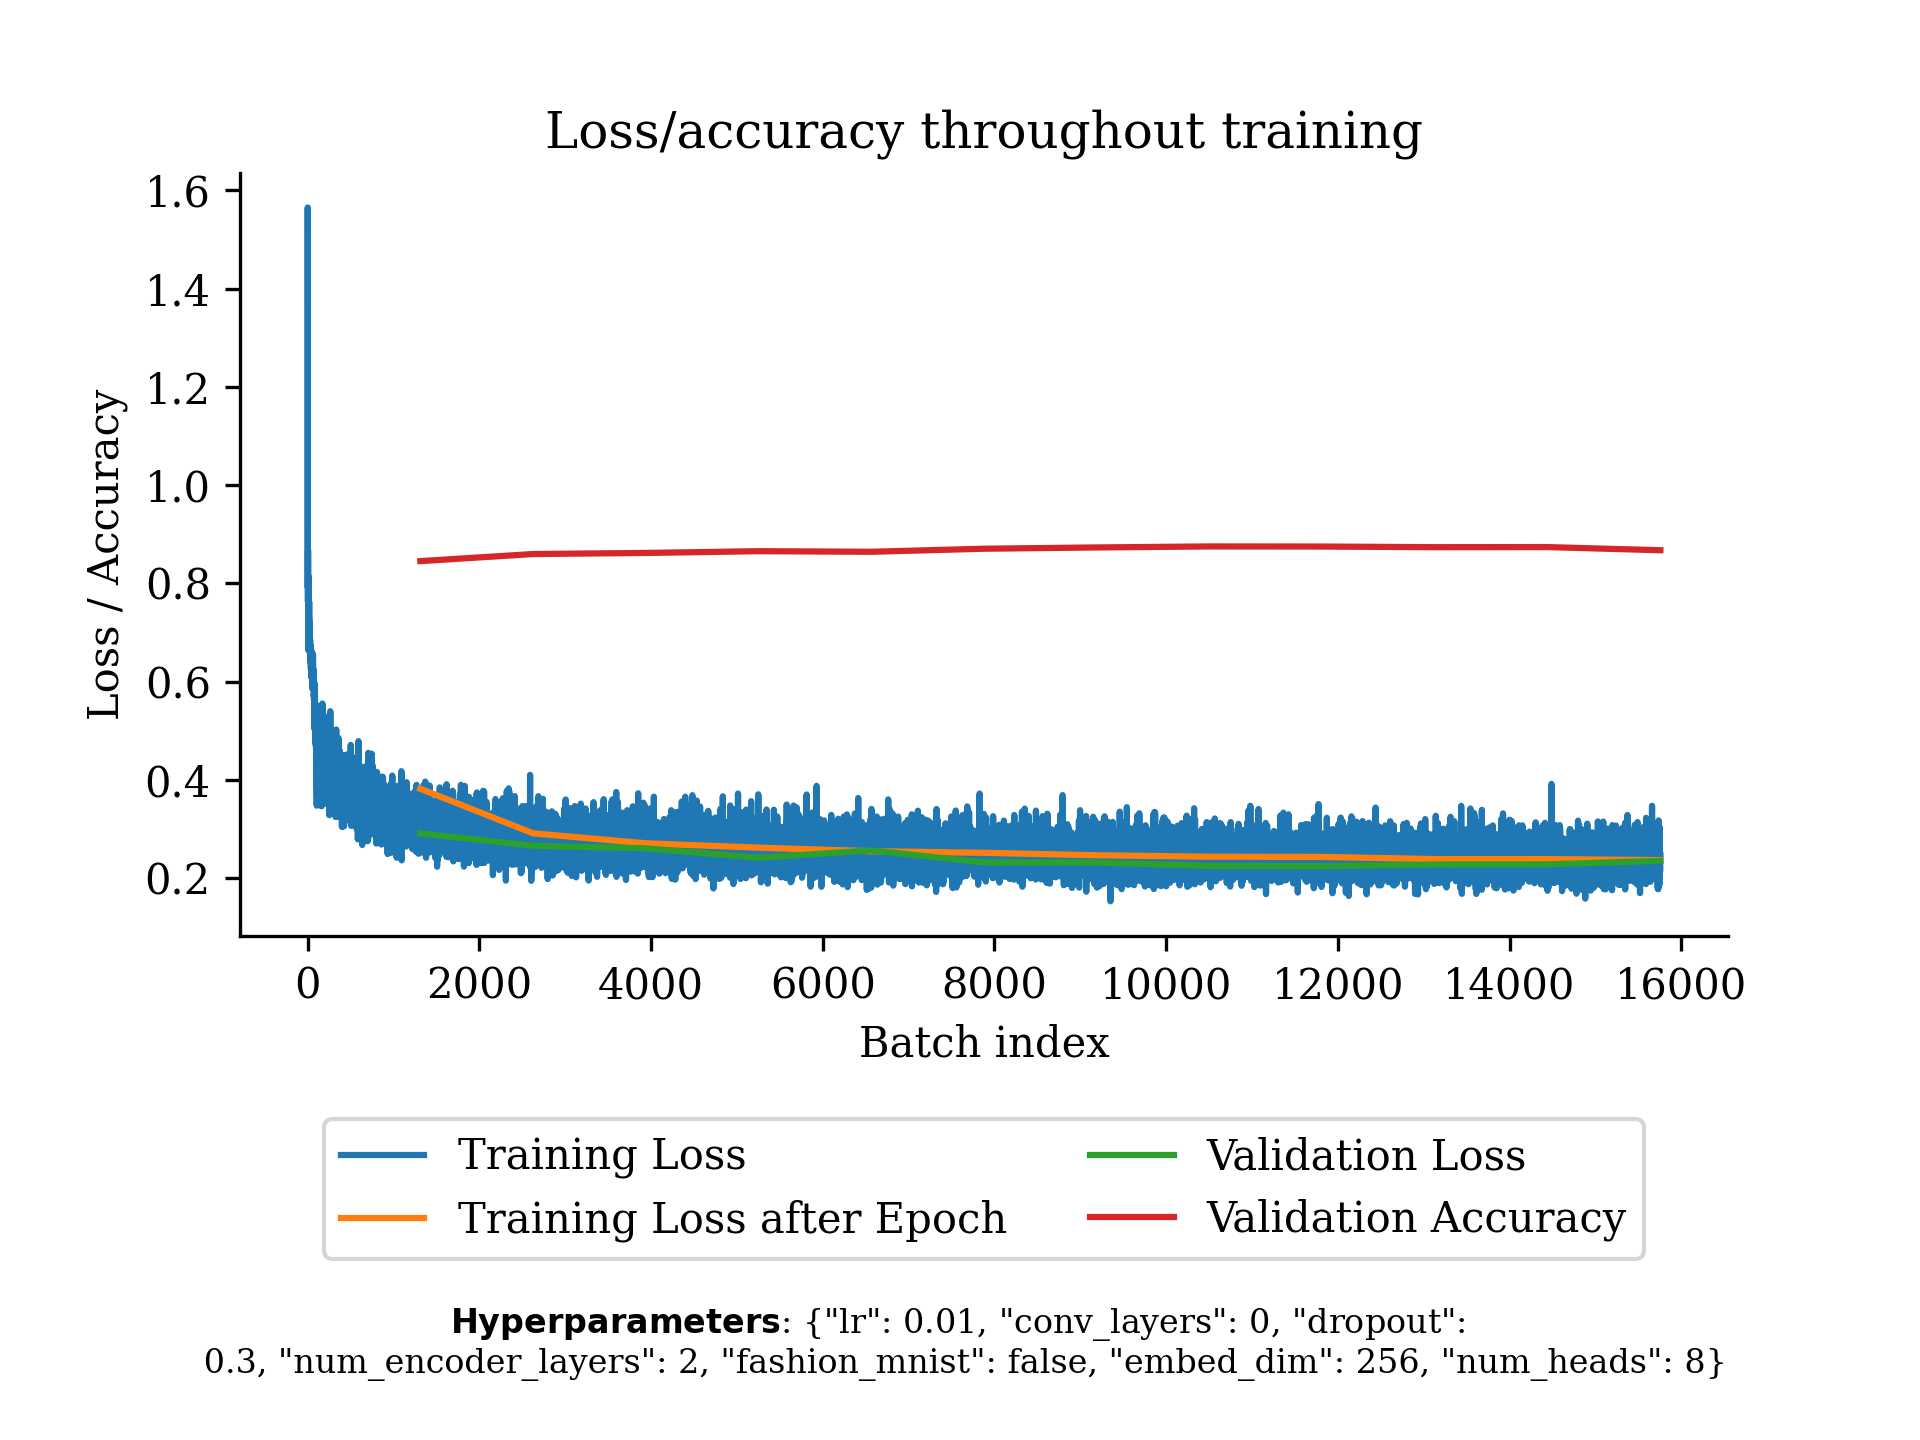 Loss/accuracy throughout training
1.6
1.4
1.2
1.0
0.8
0.6
0.4
0.2
Loss / Accuracy
0 2000 4000 6000 8000 10000 12000 14000 16000
Batch index
Training Loss
Training Loss after Epoch
Validation Loss
Validation Accuracy
Hyperparameters: {"lr": 0.01, "conv_layers": 0, "dropout":
0.3, "num_encoder_layers": 2, "fashion_mnist": false, "embed_dim": 256, "num_heads": 8}